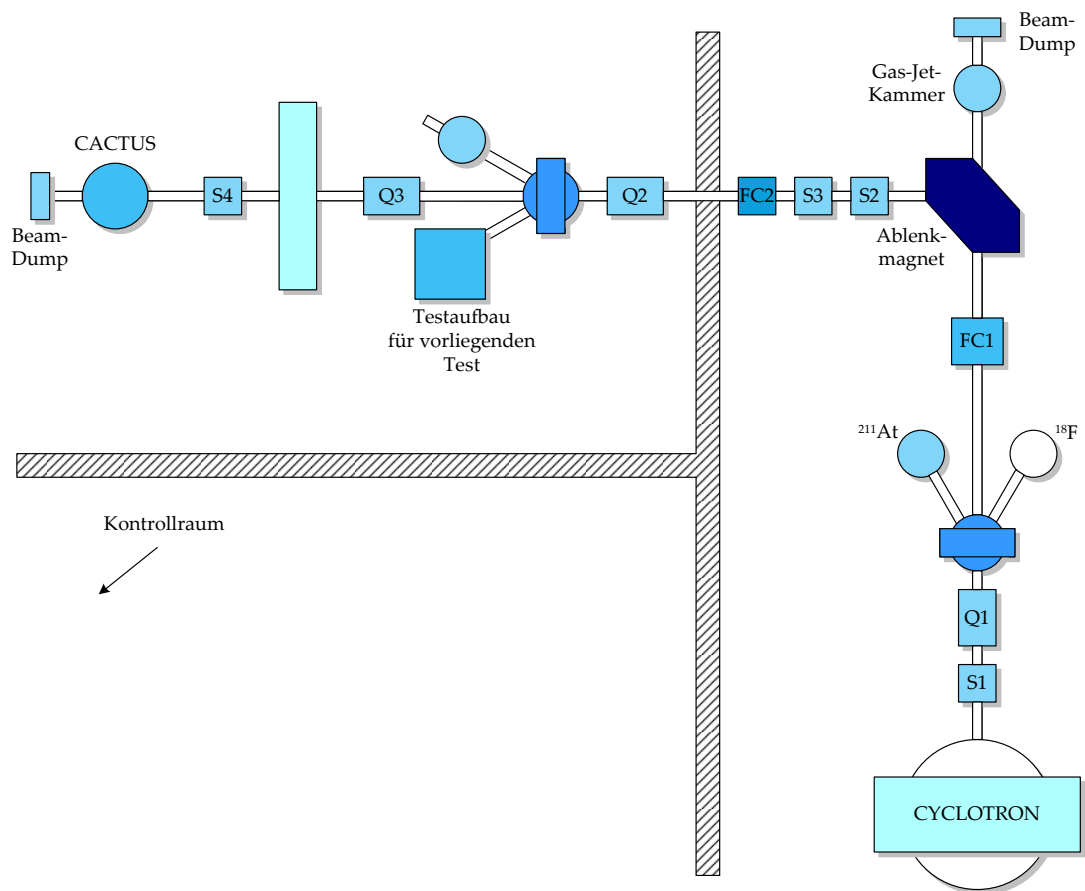 Beam-
Dump
Gas-Jet-
Kammer
CACTUS
S4
Q3
Q2
FC2
S3
S2
Beam-
Dump
Ablenk-
magnet
Testaufbau
für vorliegenden
Test
FC1
²¹¹At
¹⁸F
Kontrollraum
Q1
S1
CYCLOTRON